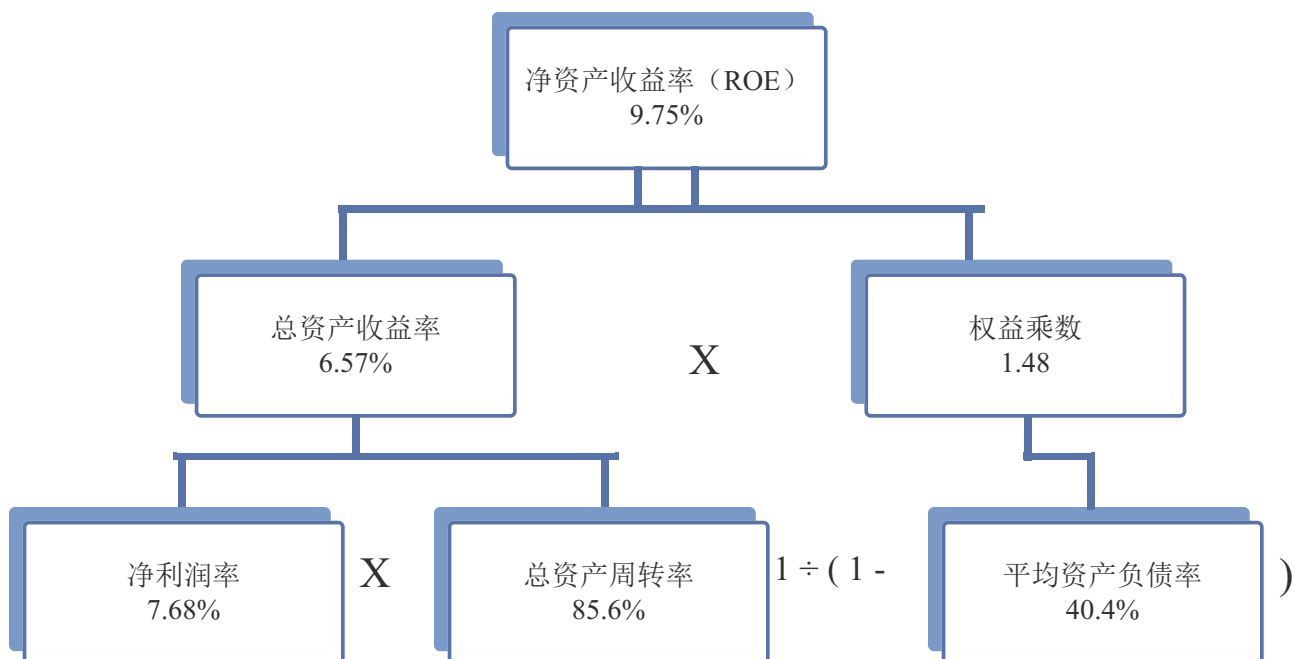 净资产收益率（ROE）
9.75%
总资产收益率
6.57%
X
权益乘数
1.48
净利润率
7.68%
X
总资产周转率
85.6%
1 ÷ ( 1 -
平均资产负债率
40.4%
)